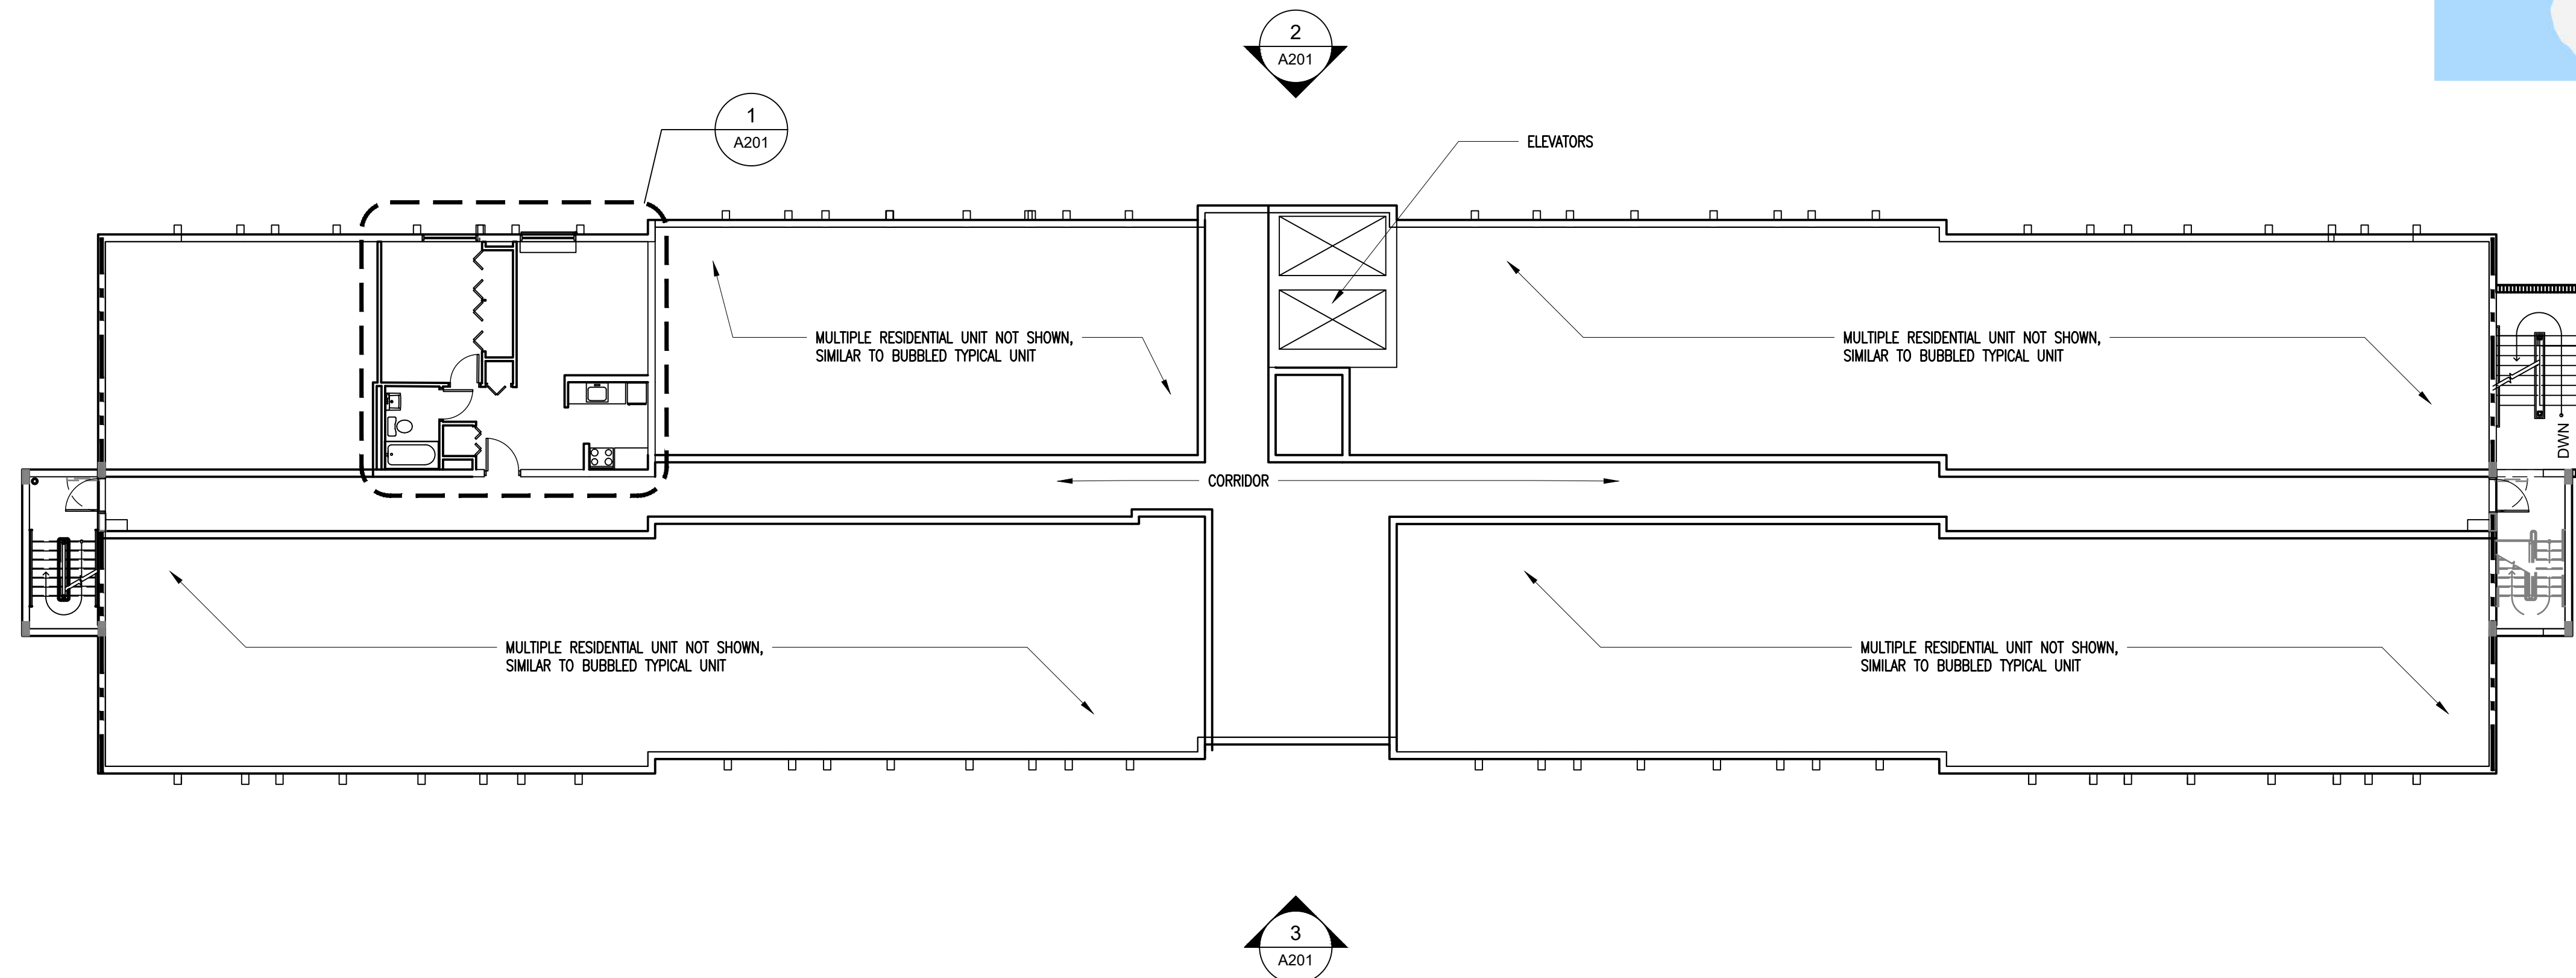 2
A201
1
A201
ELEVATORS
MULTIPLE RESIDENTIAL UNIT NOT SHOWN,
SIMILAR TO BUBBLED TYPICAL UNIT
MULTIPLE RESIDENTIAL UNIT NOT SHOWN,
SIMILAR TO BUBBLED TYPICAL UNIT
DWN
CORRIDOR
MULTIPLE RESIDENTIAL UNIT NOT SHOWN,
SIMILAR TO BUBBLED TYPICAL UNIT
MULTIPLE RESIDENTIAL UNIT NOT SHOWN,
SIMILAR TO BUBBLED TYPICAL UNIT
3
A201